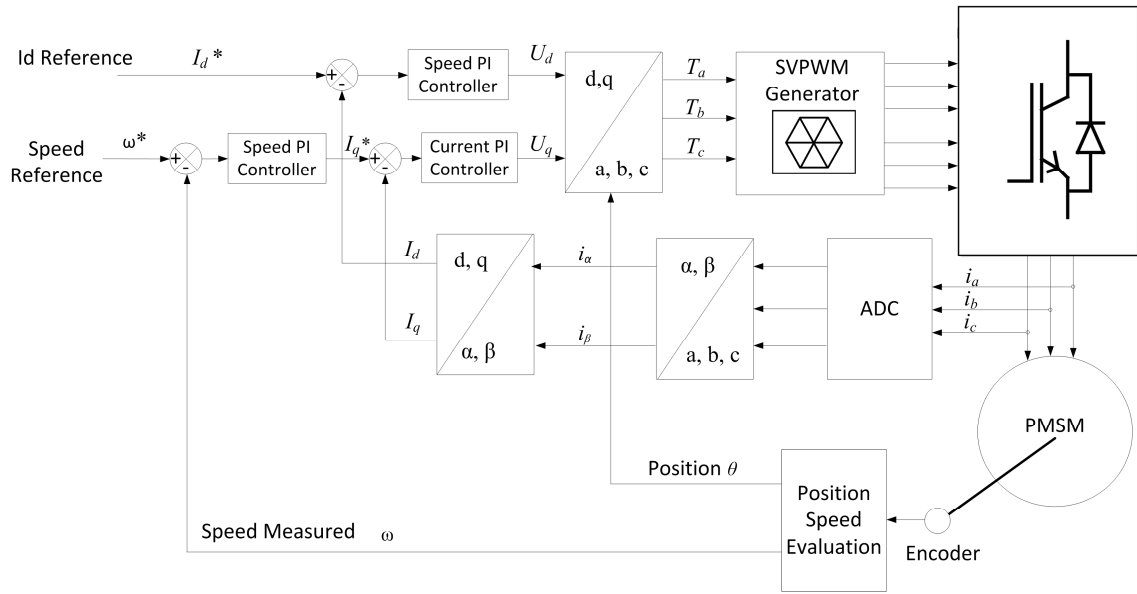 Id Reference
I_d*
Speed PI
Controller
U_d
d,q
a, b, c
T_a
T_b
T_c
SVPWM
Generator
Speed
Reference
ω*
Speed PI
Controller
I_q*
Current PI
Controller
U_q
+
-
+
-
+
-
I_d
I_q
d, q
α, β
i_α
i_β
α, β
a, b, c
ADC
i_a
i_b
i_c
PMSM
Position θ
Position
Speed
Evaluation
Encoder
Speed Measured ω